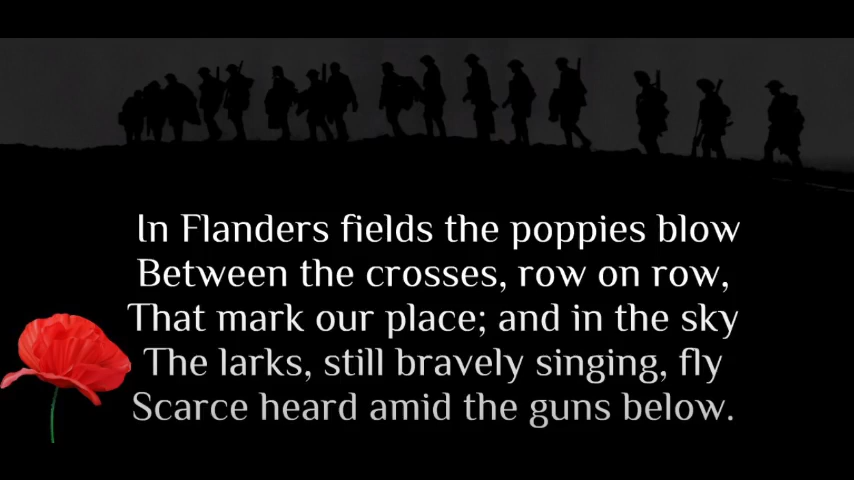 In Flanders fields the poppies blow
Between the crosses, row on row,
That mark our place; and in the sky
The larks, still bravely singing, fly
Scarce heard amid the guns below.